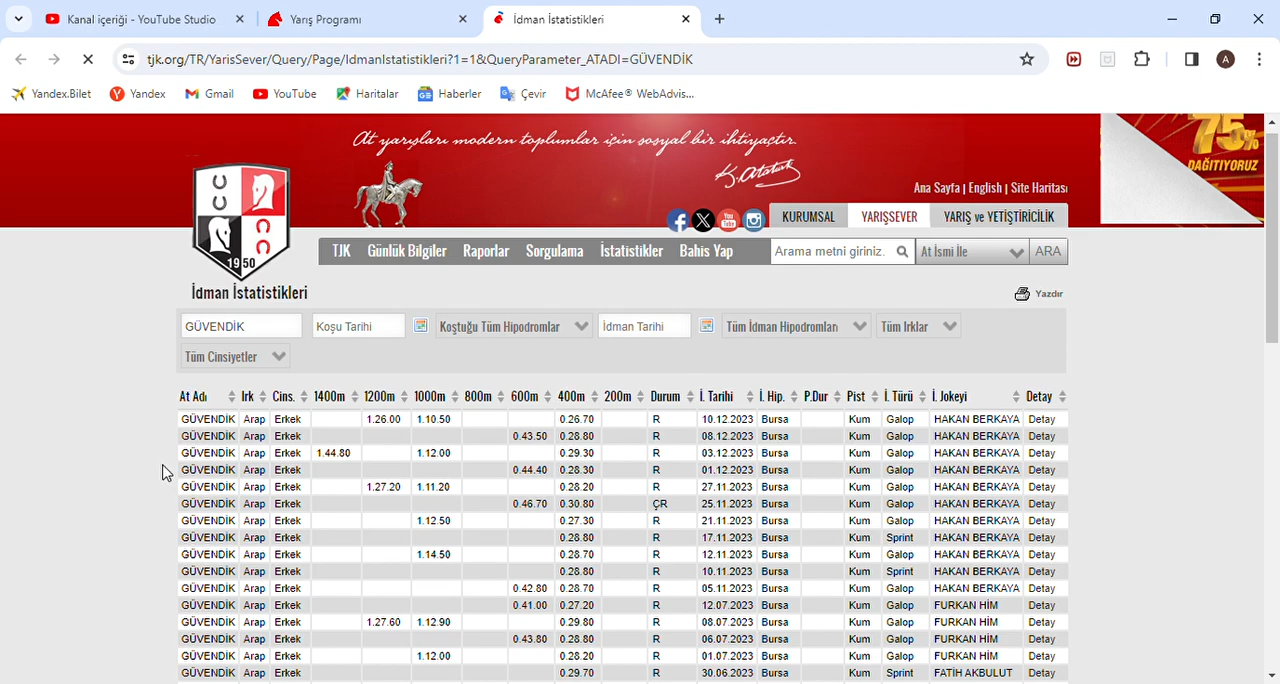 Kanal içeriği - YouTube Studio
Yarış Programı
İdman İstatistikleri
tjk.org/TR/YarisSever/Query/Page/IdmanIstatistikleri?1=1&QueryParameter_ATADI=GÜVENDİK
A
Yandex.Bilet
Yandex
Gmail
YouTube
Haritalar
Haberler
Çevir
McAfee® WebAdvis...
At yarışları modern toplumlar için sosyal bir ihtiyaçtır.
K. Atatürk
75%
DAĞITIYORUZ
1950
Ana Sayfa | English | Site Haritası
KURUMSAL YARIŞSEVER YARIŞ ve YETİŞTİRİCİLİK
TJK Günlük Bilgiler Raporlar Sorgulama İstatistikler Bahis Yap Arama metni giriniz. At İsmi İle ARA
İdman İstatistikleri
Yazdır
GÜVENDİK Koşu Tarihi Koştuğu Tüm Hipodromlar İdman Tarihi Tüm İdman Hipodromları Tüm Irklar
Tüm Cinsiyetler
At Adı Irk Cins. 1400m 1200m 1000m 800m 600m 400m 200m Durum İ. Tarihi İ. Hip. P.Dur Pist İ. Türü İ. Jokeyi Detay
GÜVENDİK Arap Erkek 1.26.00 1.10.50 0.26.70 R 10.12.2023 Bursa Kum Galop HAKAN BERKAYA Detay
GÜVENDİK Arap Erkek 0.43.50 0.28.80 R 08.12.2023 Bursa Kum Galop HAKAN BERKAYA Detay
GÜVENDİK Arap Erkek 1.44.80 1.12.00 0.29.30 R 03.12.2023 Bursa Kum Galop HAKAN BERKAYA Detay
GÜVENDİK Arap Erkek 0.44.40 0.28.30 R 01.12.2023 Bursa Kum Galop HAKAN BERKAYA Detay
GÜVENDİK Arap Erkek 1.27.20 1.11.20 0.28.20 R 27.11.2023 Bursa Kum Galop HAKAN BERKAYA Detay
GÜVENDİK Arap Erkek 0.46.70 0.30.80 ÇR 25.11.2023 Bursa Kum Galop HAKAN BERKAYA Detay
GÜVENDİK Arap Erkek 1.12.50 0.27.30 R 21.11.2023 Bursa Kum Galop HAKAN BERKAYA Detay
GÜVENDİK Arap Erkek 0.28.80 R 17.11.2023 Bursa Kum Sprint HAKAN BERKAYA Detay
GÜVENDİK Arap Erkek 1.14.50 0.28.70 R 12.11.2023 Bursa Kum Galop HAKAN BERKAYA Detay
GÜVENDİK Arap Erkek 0.28.80 R 10.11.2023 Bursa Kum Sprint HAKAN BERKAYA Detay
GÜVENDİK Arap Erkek 0.42.80 0.28.70 R 05.11.2023 Bursa Kum Galop HAKAN BERKAYA Detay
GÜVENDİK Arap Erkek 0.41.00 0.27.20 R 12.07.2023 Bursa Kum Galop FURKAN HİM Detay
GÜVENDİK Arap Erkek 1.27.60 1.12.90 0.29.80 R 08.07.2023 Bursa Kum Galop FURKAN HİM Detay
GÜVENDİK Arap Erkek 0.43.80 0.28.80 R 06.07.2023 Bursa Kum Galop FURKAN HİM Detay
GÜVENDİK Arap Erkek 1.12.00 0.28.20 R 01.07.2023 Bursa Kum Galop FURKAN HİM Detay
GÜVENDİK Arap Erkek 0.29.70 R 30.06.2023 Bursa Kum Sprint FATİH AKBULUT Detay